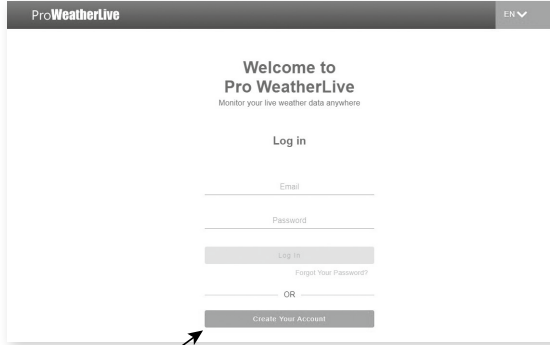 ProWeatherLive
EN
Welcome to
Pro WeatherLive
Monitor your live weather data anywhere
Log in
Email
Password
Log in
Forgot Your Password?
OR
Create Your Account